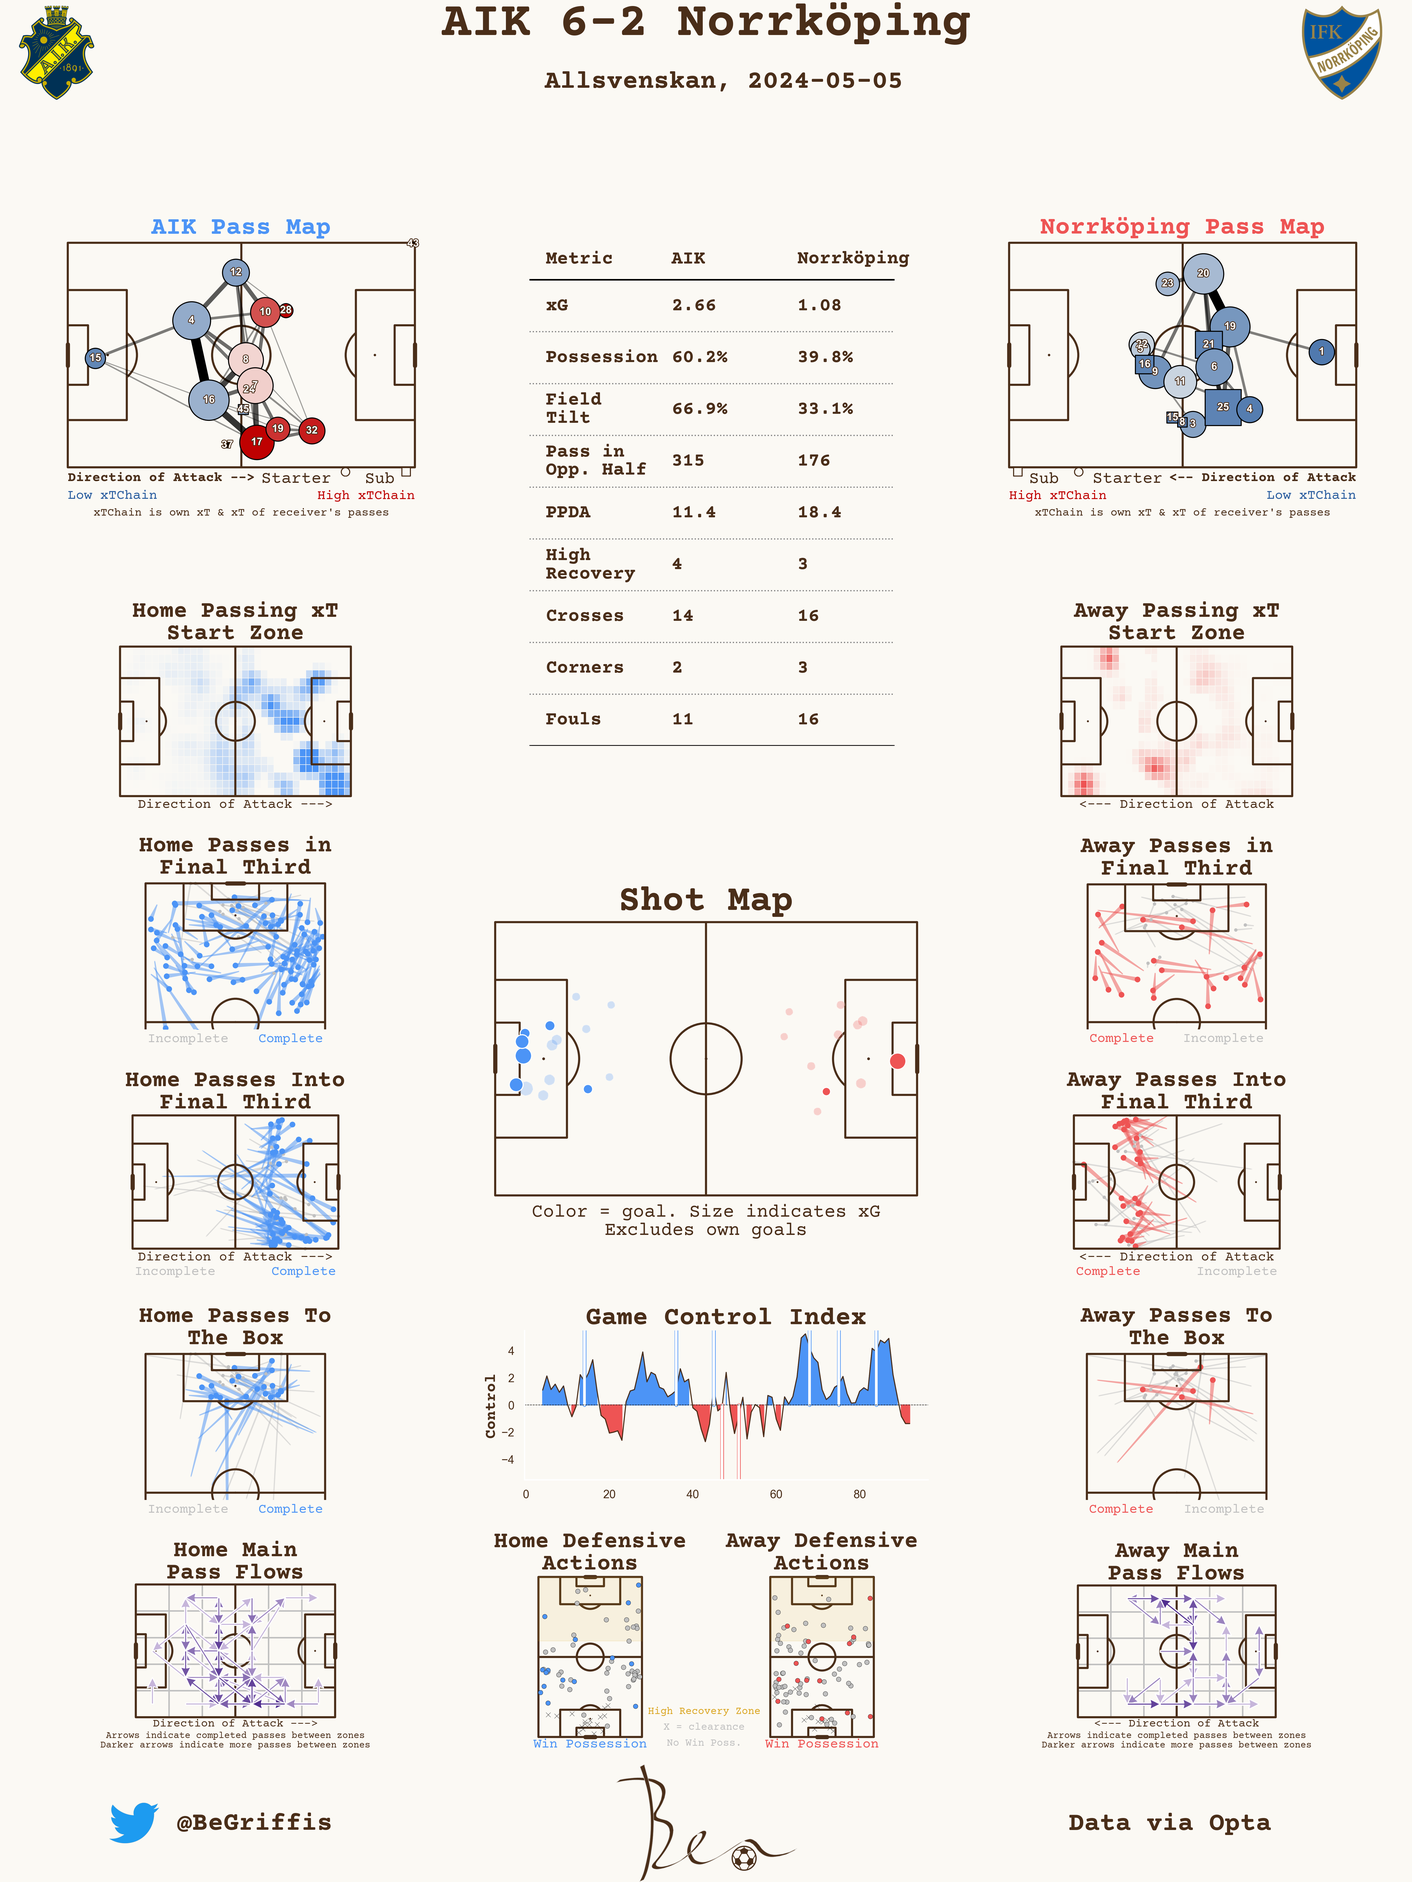 AIK 6-2 Norrköping
Allsvenskan, 2024-05-05
A.I.K.
1891
IFK
NORRKÖPING
AIK Pass Map
43
12
10
28
4
8
15
7
24
16
45
19
32
17
37
Direction of Attack --> Starter Sub
Low xTChain High xTChain
xTChain is own xT & xT of receiver's passes
Metric AIK Norrköping
xG 2.66 1.08
Possession 60.2% 39.8%
Field
Tilt 66.9% 33.1%
Pass in
Opp. Half 315 176
PPDA 11.4 18.4
High
Recovery 4 3
Crosses 14 16
Corners 2 3
Fouls 11 16
Norrköping Pass Map
20
23
19
21
5
1
16
9
6
11
25
4
15
8
3
Sub Starter <-- Direction of Attack
High xTChain Low xTChain
xTChain is own xT & xT of receiver's passes
Home Passing xT
Start Zone
Direction of Attack --->
Away Passing xT
Start Zone
<--- Direction of Attack
Home Passes in
Final Third
Incomplete Complete
Away Passes in
Final Third
Complete Incomplete
Shot Map
Color = goal. Size indicates xG
Excludes own goals
Home Passes Into
Final Third
Direction of Attack --->
Incomplete Complete
Away Passes Into
Final Third
<--- Direction of Attack
Complete Incomplete
Home Passes To
The Box
Incomplete Complete
Game Control Index
Control
4
2
0
−2
−4
0 20 40 60 80
Away Passes To
The Box
Complete Incomplete
Home Main
Pass Flows
Direction of Attack --->
Arrows indicate completed passes between zones
Darker arrows indicate more passes between zones
Home Defensive
Actions
Win Possession
Away Defensive
Actions
Win Possession
High Recovery Zone
X = clearance
No Win Poss.
Away Main
Pass Flows
<--- Direction of Attack
Arrows indicate completed passes between zones
Darker arrows indicate more passes between zones
@BeGriffis
Ben
Data via Opta